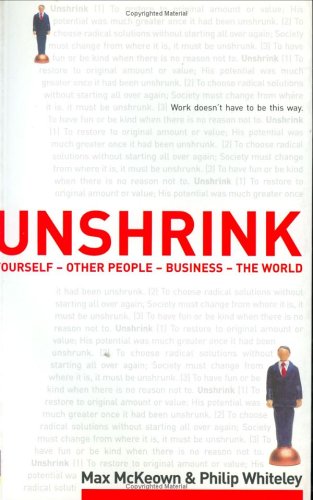 Copyrighted Material
Unshrink [1] To restore to original amount or value; His
potential was much greater once it had been unshrunk. [2] To
choose radical solutions without starting all over again; Society
must change from where it is, it must be unshrunk. [3] To have
fun or be kind when there is no reason not to. Unshrink [1] To
restore to original amount or value; His potential was much
greater once it had been unshrunk. [2] To choose radical
solutions without starting all over again; Society must change
from where it is, it must be unshrunk.
Work doesn't have to be this way.
To have fun or be kind when there is no reason not to. Unshrink
[1] To restore to original amount or value; His potential was much
greater once it had been unshrunk. [2] To choose radical
solutions without starting all over again; Society must change
from where it is, it must be unshrunk. [3] To have fun or be kind
when there is no reason not to. Unshrink [1] To restore to
original amount or value; His potential was much greater once
UNSHRINK
YOURSELF – OTHER PEOPLE – BUSINESS – THE WORLD
it had been unshrunk. [2] To choose radical solutions without
starting all over again; Society must change from where it is, it
must be unshrunk. [3] To have fun or be kind when there is no
reason not to. Unshrink [1] To restore to original amount or
value; His potential was much greater once it had been
unshrunk. [2] To choose radical solutions without starting
all over again; Society must change from
where it is, it must be unshrunk. [3] To have fun or be
kind when there is no reason not to. Unshrink
[1] To restore to original amount or value; His potential was
much greater once it had been unshrunk. [2] To choose radical
solutions without starting all over again; Society must
change from where it is, it must be unshrunk.
[3] To have fun or be kind when there is no
reason not to. Unshrink [1] To restore to original
amount or value; His potential was much greater
once it had been unshrunk. [2] To choose
radical
Max McKeown & Philip Whiteley
Copyrighted Material